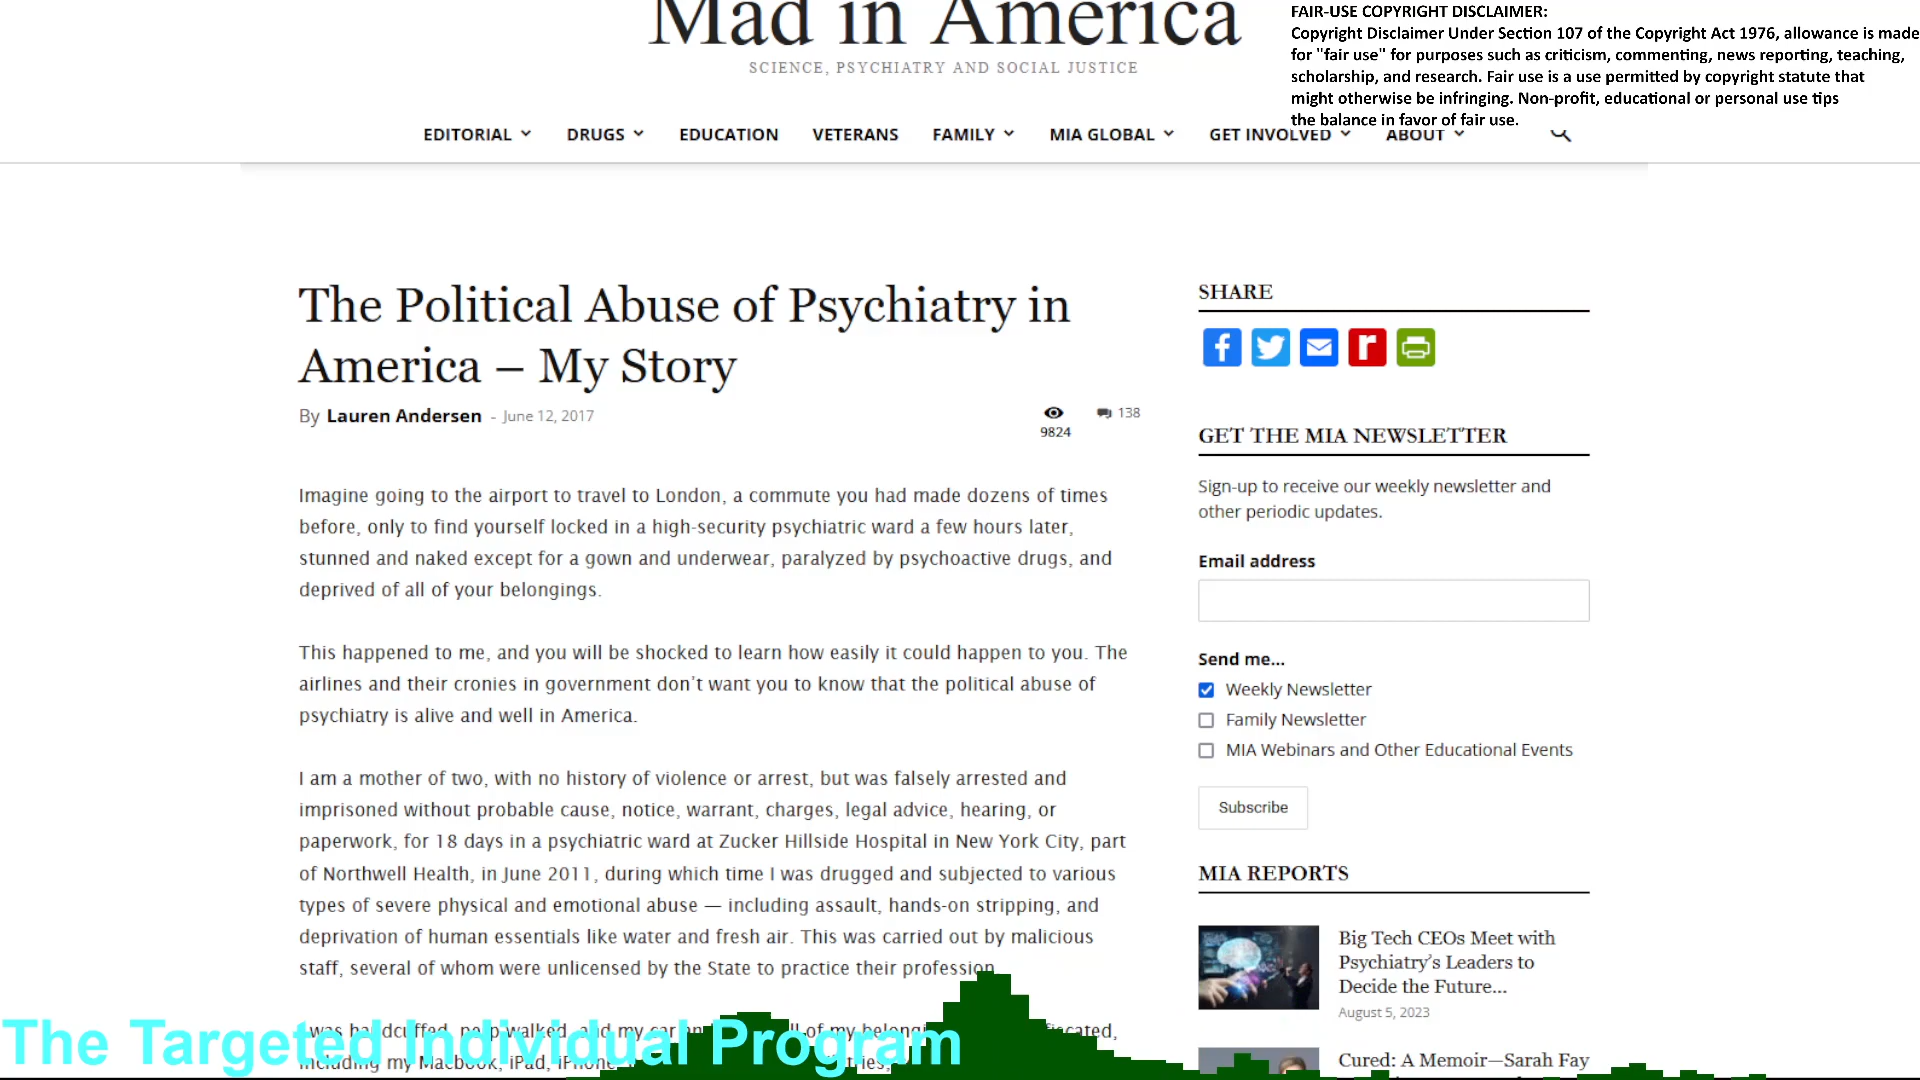 Mad in America
SCIENCE, PSYCHIATRY AND SOCIAL JUSTICE
FAIR-USE COPYRIGHT DISCLAIMER:
Copyright Disclaimer Under Section 107 of the Copyright Act 1976, allowance is made
for "fair use" for purposes such as criticism, commenting, news reporting, teaching,
scholarship, and research. Fair use is a use permitted by copyright statute that
might otherwise be infringing. Non-profit, educational or personal use tips
the balance in favor of fair use.
EDITORIAL DRUGS EDUCATION VETERANS FAMILY MIA GLOBAL GET INVOLVED ABOUT
The Political Abuse of Psychiatry in
America – My Story
By Lauren Andersen - June 12, 2017
9824
138
Imagine going to the airport to travel to London, a commute you had made dozens of times
before, only to find yourself locked in a high-security psychiatric ward a few hours later,
stunned and naked except for a gown and underwear, paralyzed by psychoactive drugs, and
deprived of all of your belongings.
This happened to me, and you will be shocked to learn how easily it could happen to you. The
airlines and their cronies in government don't want you to know that the political abuse of
psychiatry is alive and well in America.
I am a mother of two, with no history of violence or arrest, but was falsely arrested and
imprisoned without probable cause, notice, warrant, charges, legal advice, hearing, or
paperwork, for 18 days in a psychiatric ward at Zucker Hillside Hospital in New York City, part
of Northwell Health, in June 2011, during which time I was drugged and subjected to various
types of severe physical and emotional abuse — including assault, hands-on stripping, and
deprivation of human essentials like water and fresh air. This was carried out by malicious
staff, several of whom were unlicensed by the State to practice their profession
was handcuffed, walked, and my car of my
including my Macbook, iPad, iPhone
The Targeted Individual Program
SHARE
GET THE MIA NEWSLETTER
Sign-up to receive our weekly newsletter and
other periodic updates.
Email address
Send me...
Weekly Newsletter
Family Newsletter
MIA Webinars and Other Educational Events
Subscribe
MIA REPORTS
Big Tech CEOs Meet with
Psychiatry's Leaders to
Decide the Future...
August 5, 2023
Cured: A Memoir—Sarah Fay